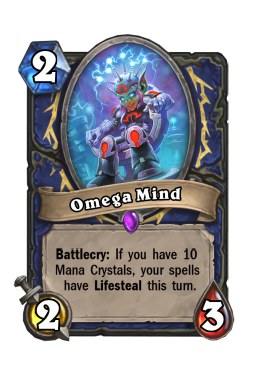 2
Omega Mind
Battlecry: If you have 10
Mana Crystals, your spells
have Lifesteal this turn.
2
3